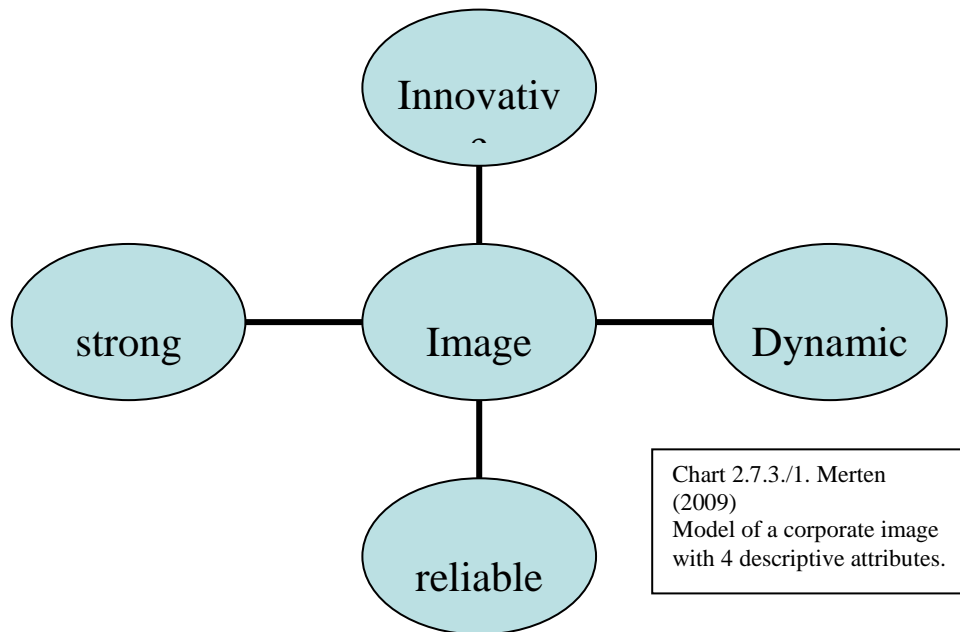 Innovativ
strong
Image
Dynamic
reliable
Chart 2.7.3./1. Merten
(2009)
Model of a corporate image
with 4 descriptive attributes.